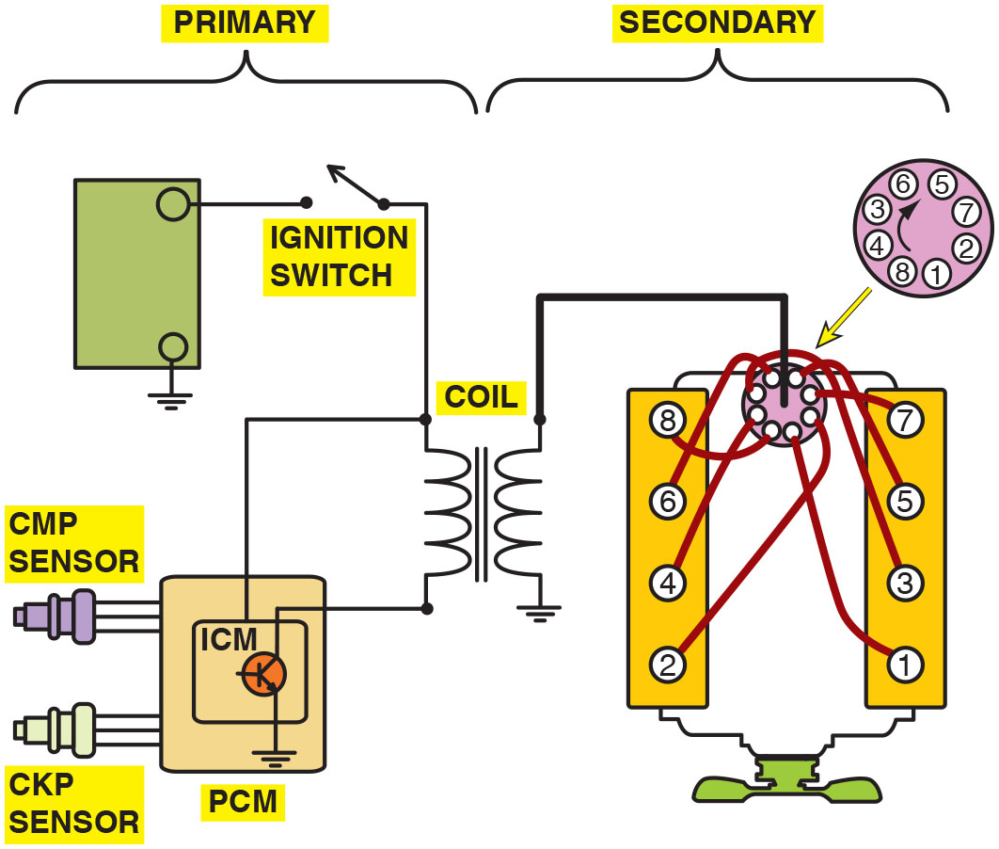 PRIMARY
SECONDARY
IGNITION
SWITCH
6 5
3 7
4 2
8 1
COIL
8 7
6 5
CMP
SENSOR
4 3
ICM
2 1
CKP
SENSOR
PCM